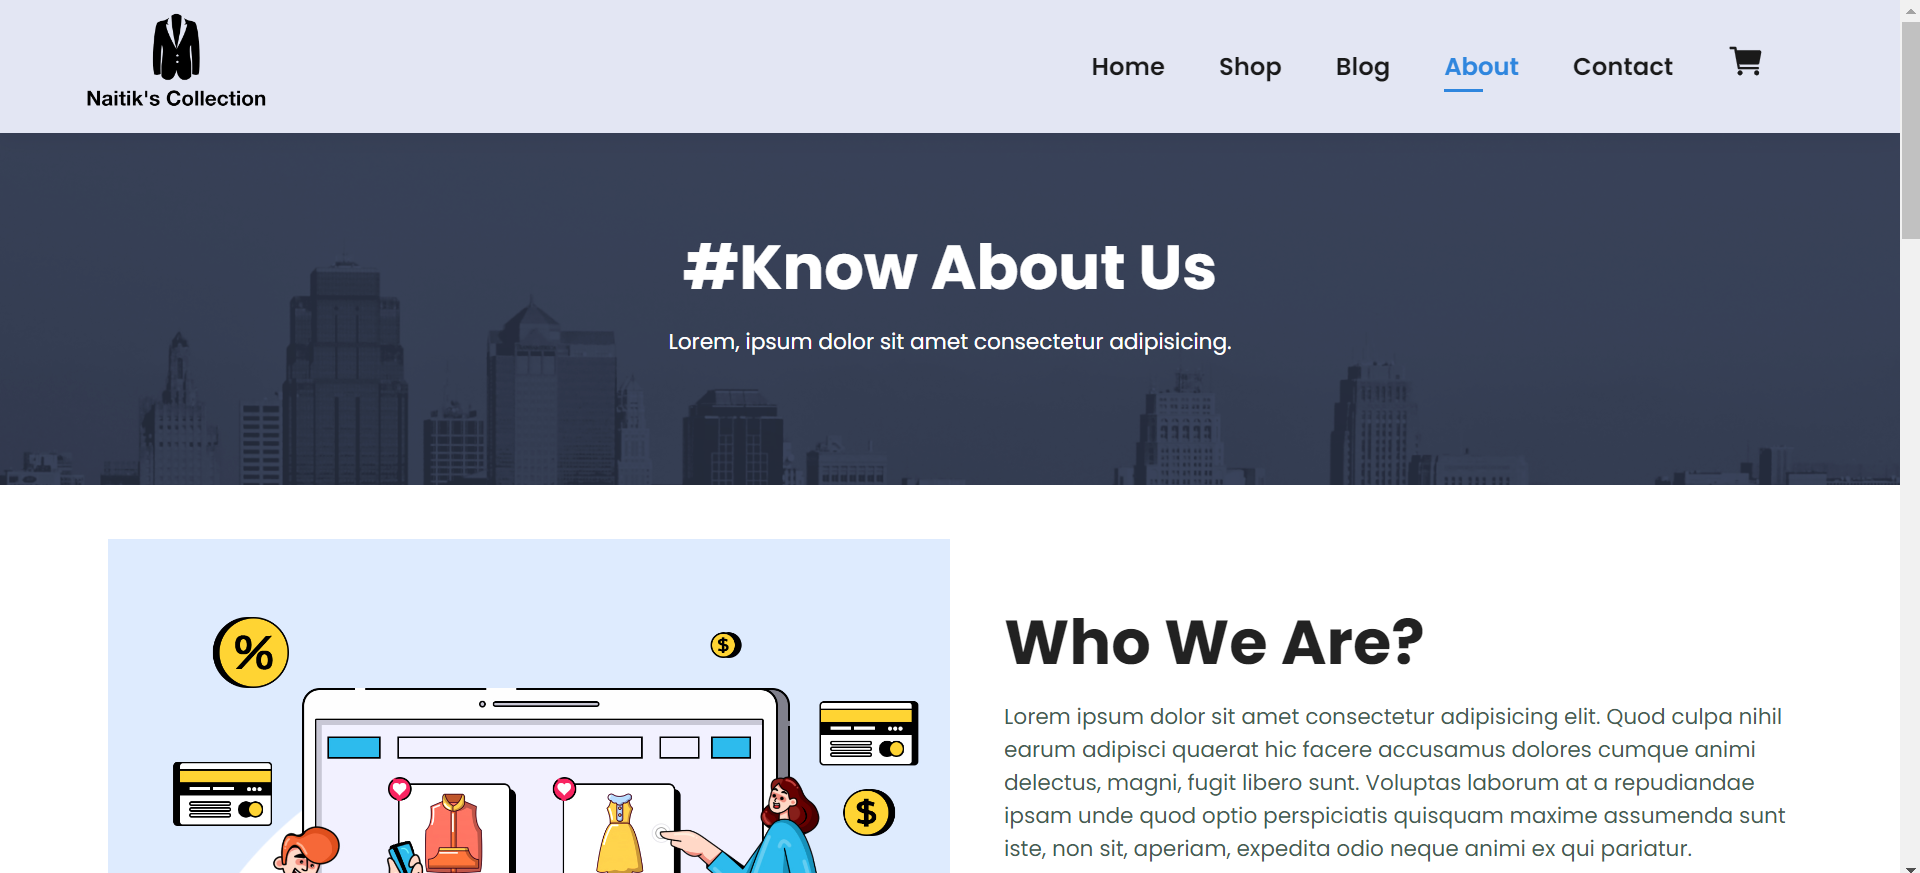 Naitik's Collection
Home Shop Blog About Contact
#Know About Us
Lorem, ipsum dolor sit amet consectetur adipisicing.
%
$
$
Who We Are?
Lorem ipsum dolor sit amet consectetur adipisicing elit. Quod culpa nihil
earum adipisci quaerat hic facere accusamus dolores cumque animi
delectus, magni, fugit libero sunt. Voluptas laborum at a repudiandae
ipsam unde quod optio perspiciatis quisquam maxime assumenda sunt
iste, non sit, aperiam, expedita odio neque animi ex qui pariatur.